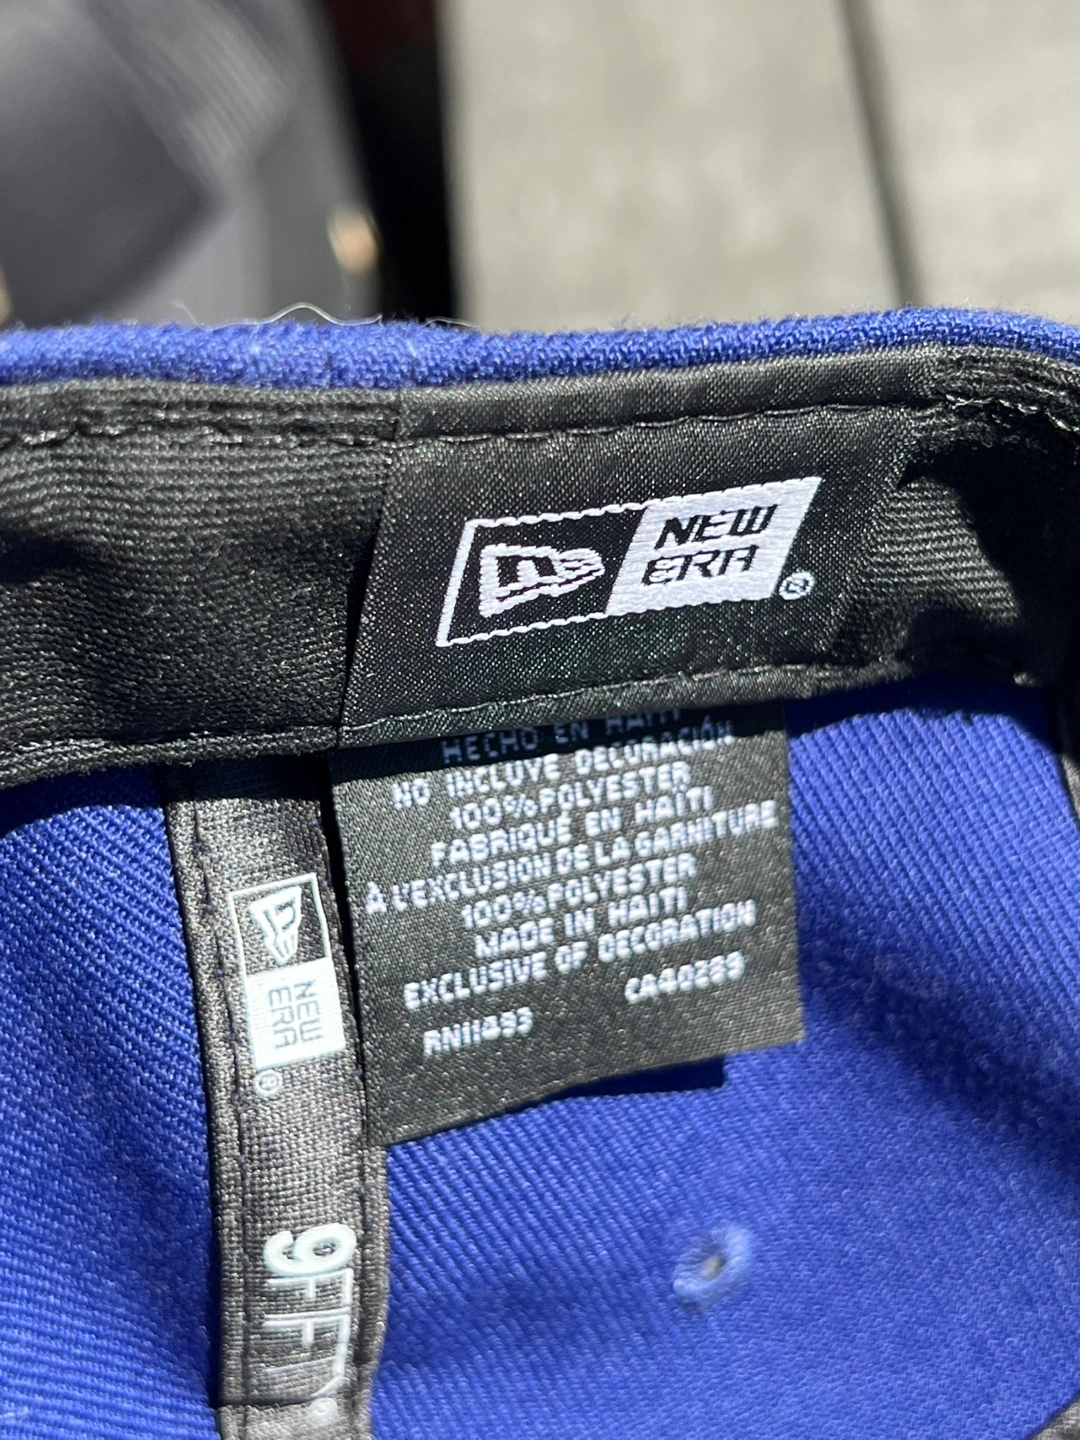 NEW
ERA
®
HECHO EN HAITI
NO INCLUYE DECORACIÓN
100% POLYESTER
FABRIQUÉ EN HAITI
À L'EXCLUSION DE LA GARNITURE
100% POLYESTER
MADE IN HAITI
EXCLUSIVE OF DECORATION
CA40289
NEW
ERA
®
9FIFTY